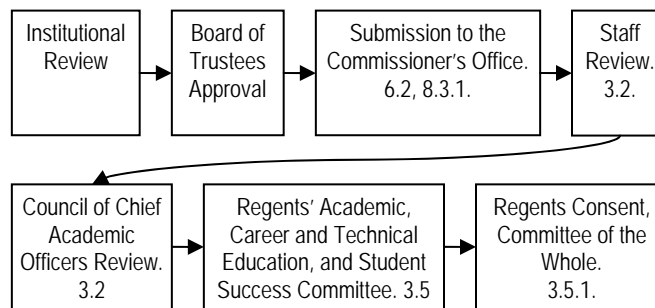 Institutional
Review
Board of
Trustees
Approval
Submission to the
Commissioner’s Office.
6.2, 8.3.1.
Staff
Review.
3.2.
Council of Chief
Academic
Officers Review.
3.2
Regents’ Academic,
Career and Technical
Education, and Student
Success Committee. 3.5
Regents Consent,
Committee of the
Whole.
3.5.1.